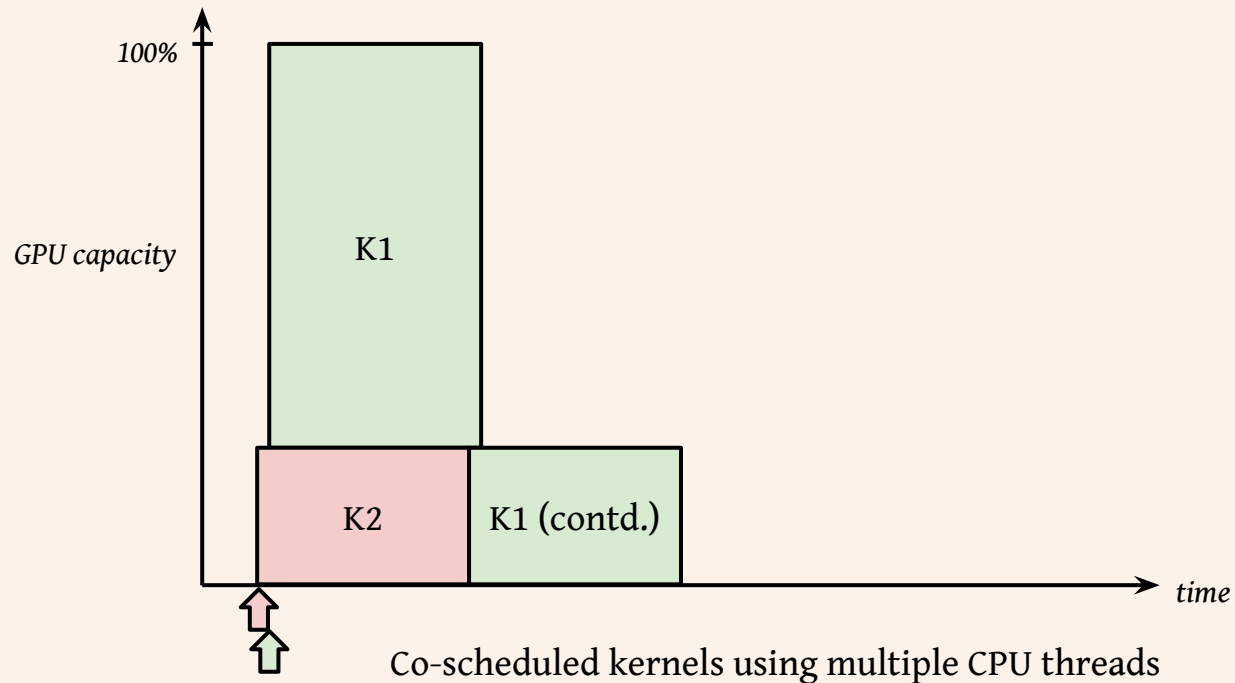 100%
GPU capacity
K1
K2
K1 (contd.)
time
Co-scheduled kernels using multiple CPU threads